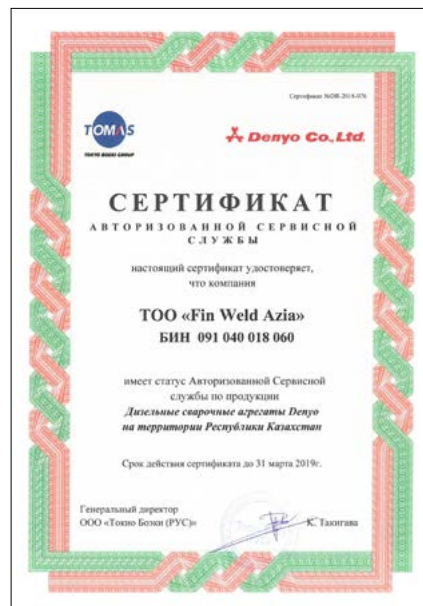 Сертификат №DR-2018-076
TOMAS
TOKYO BOEKI GROUP
Denyo Co., Ltd.
СЕРТИФИКАТ
АВТОРИЗОВАННОЙ СЕРВИСНОЙ
СЛУЖБЫ
настоящий сертификат удостоверяет,
что компания
ТОО «Fin Weld Azia»
БИН 091 040 018 060
имеет статус Авторизованной Сервисной
службы по продукции
Дизельные сварочные агрегаты Denyo
на территории Республики Казахстан
Срок действия сертификата до 31 марта 2019г.
Генеральный директор
ООО «Токио Боэки (РУС)»
К. Такигава